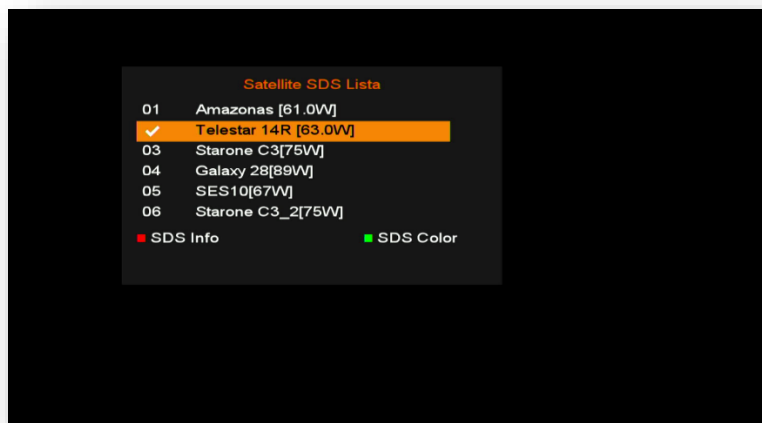 Satellite SDS Lista
01 Amazonas [61.0W]
Telestar 14R [63.0W]
03 Starone C3[75W]
04 Galaxy 28[89W]
05 SES10[67W]
06 Starone C3_2[75W]
SDS Info SDS Color